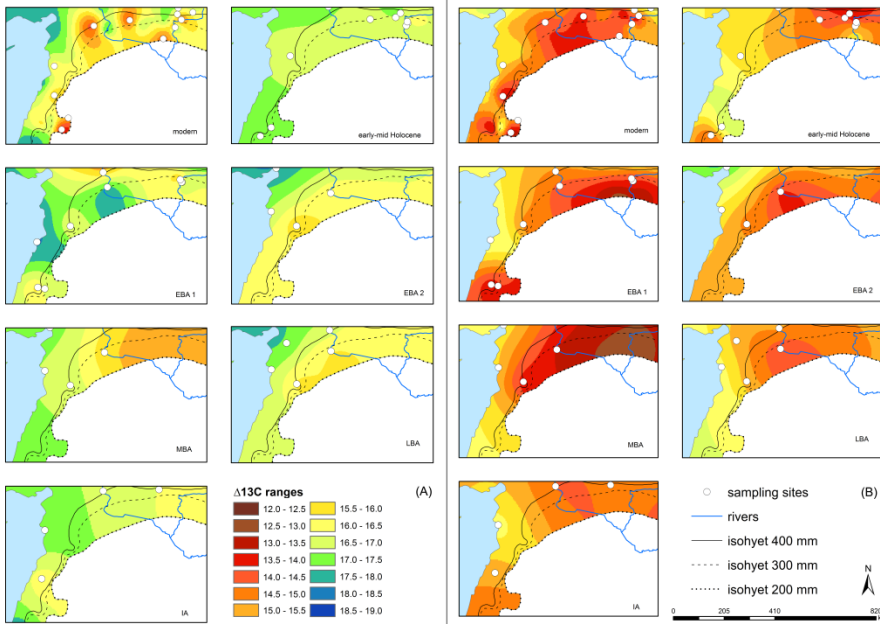 modern
early-mid Holocene
EBA 1
EBA 2
MBA
LBA
IA
Δ13C ranges
(A)
12.0 - 12.5
12.5 - 13.0
13.0 - 13.5
13.5 - 14.0
14.0 - 14.5
14.5 - 15.0
15.0 - 15.5
15.5 - 16.0
16.0 - 16.5
16.5 - 17.0
17.0 - 17.5
17.5 - 18.0
18.0 - 18.5
18.5 - 19.0
modern
early-mid Holocene
EBA 1
EBA 2
MBA
LBA
IA
(B)
sampling sites
rivers
isohyet 400 mm
isohyet 300 mm
isohyet 200 mm
N
0 205 410 820